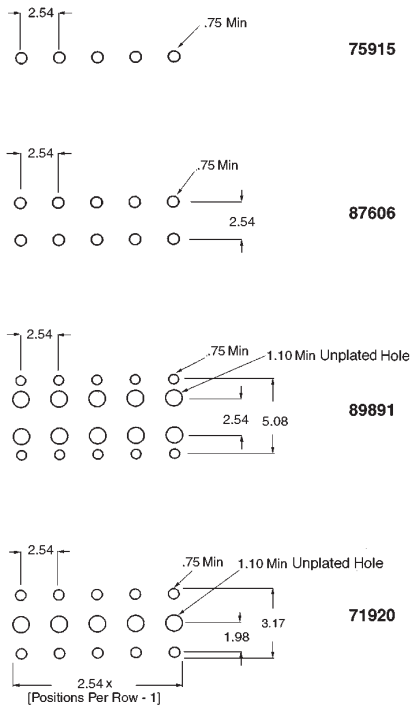 2.54
.75 Min
75915
2.54
.75 Min
2.54
87606
2.54
.75 Min
1.10 Min Unplated Hole
2.54
5.08
89891
2.54
.75 Min
1.10 Min Unplated Hole
1.98
3.17
71920
2.54 x
[Positions Per Row - 1]